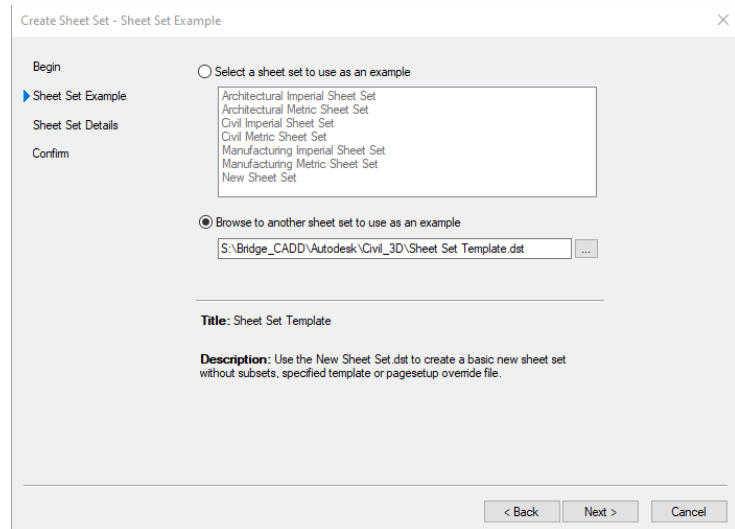 Create Sheet Set - Sheet Set Example
Begin
Sheet Set Example
Sheet Set Details
Confirm
Select a sheet set to use as an example
Architectural Imperial Sheet Set
Architectural Metric Sheet Set
Civil Imperial Sheet Set
Civil Metric Sheet Set
Manufacturing Imperial Sheet Set
Manufacturing Metric Sheet Set
New Sheet Set
Browse to another sheet set to use as an example
S:\Bridge_CADD\Autodesk\Civil_3D\Sheet Set Template.dst
...
Title: Sheet Set Template
Description: Use the New Sheet Set.dst to create a basic new sheet set
without subsets, specified template or pagesetup override file.
< Back Next > Cancel